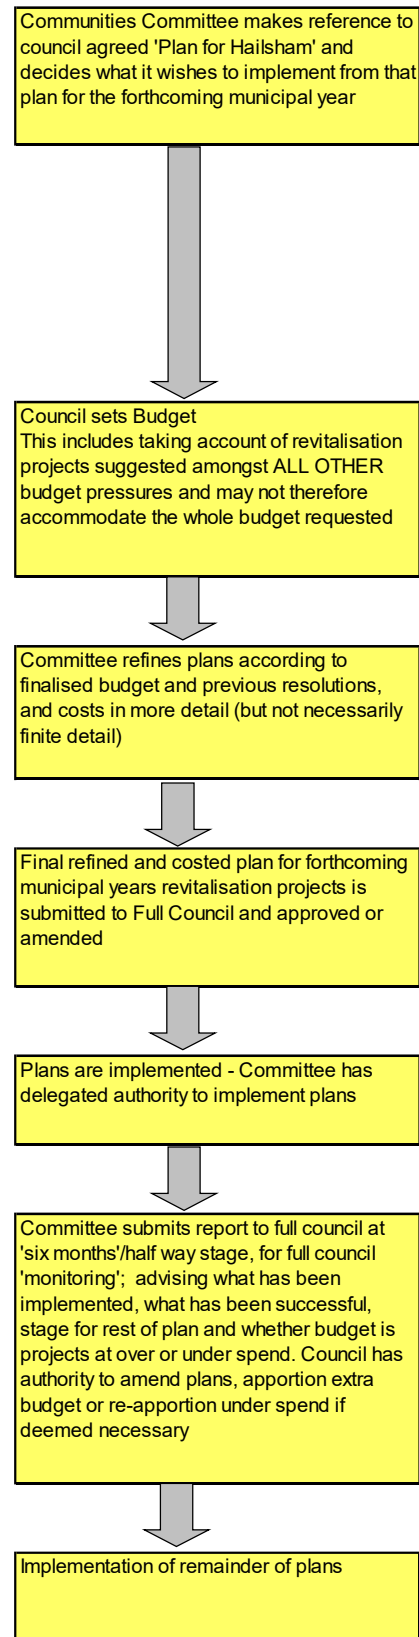 Communities Committee makes reference to
council agreed 'Plan for Hailsham' and
decides what it wishes to implement from that
plan for the forthcoming municipal year
Council sets Budget
This includes taking account of revitalisation
projects suggested amongst ALL OTHER
budget pressures and may not therefore
accommodate the whole budget requested
Committee refines plans according to
finalised budget and previous resolutions,
and costs in more detail (but not necessarily
finite detail)
Final refined and costed plan for forthcoming
municipal years revitalisation projects is
submitted to Full Council and approved or
amended
Plans are implemented - Committee has
delegated authority to implement plans
Committee submits report to full council at
'six months'/half way stage, for full council
'monitoring';  advising what has been
implemented, what has been successful,
stage for rest of plan and whether budget is
projects at over or under spend. Council has
authority to amend plans, apportion extra
budget or re-apportion under spend if
deemed necessary
Implementation of remainder of plans